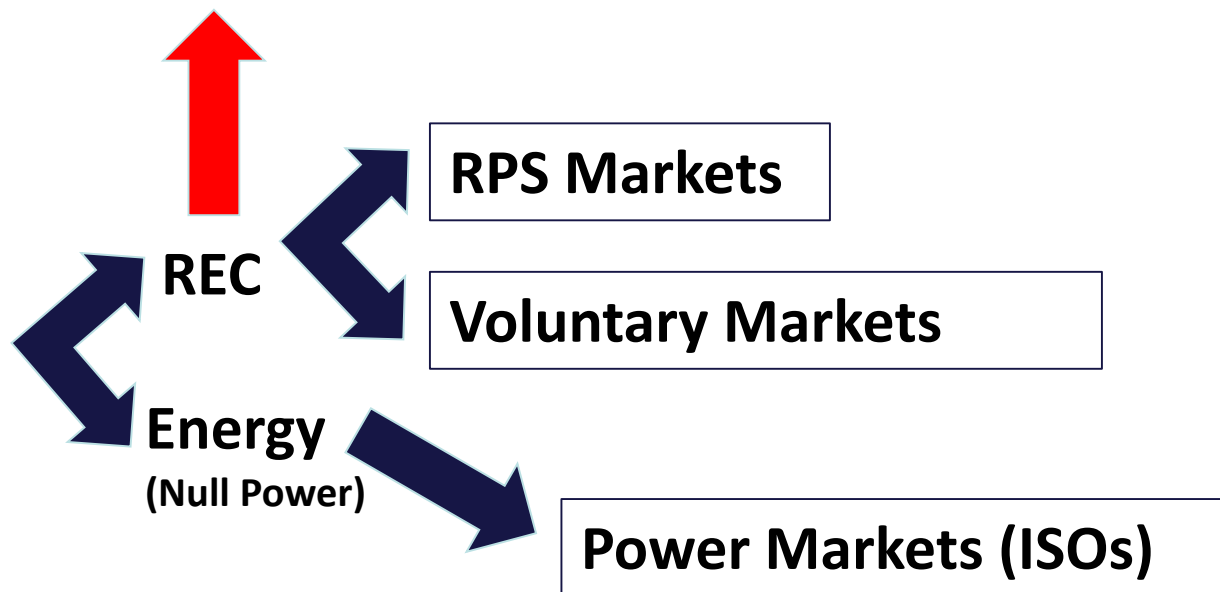 RPS Markets
REC
Voluntary Markets
Energy
(Null Power)
Power Markets (ISOs)